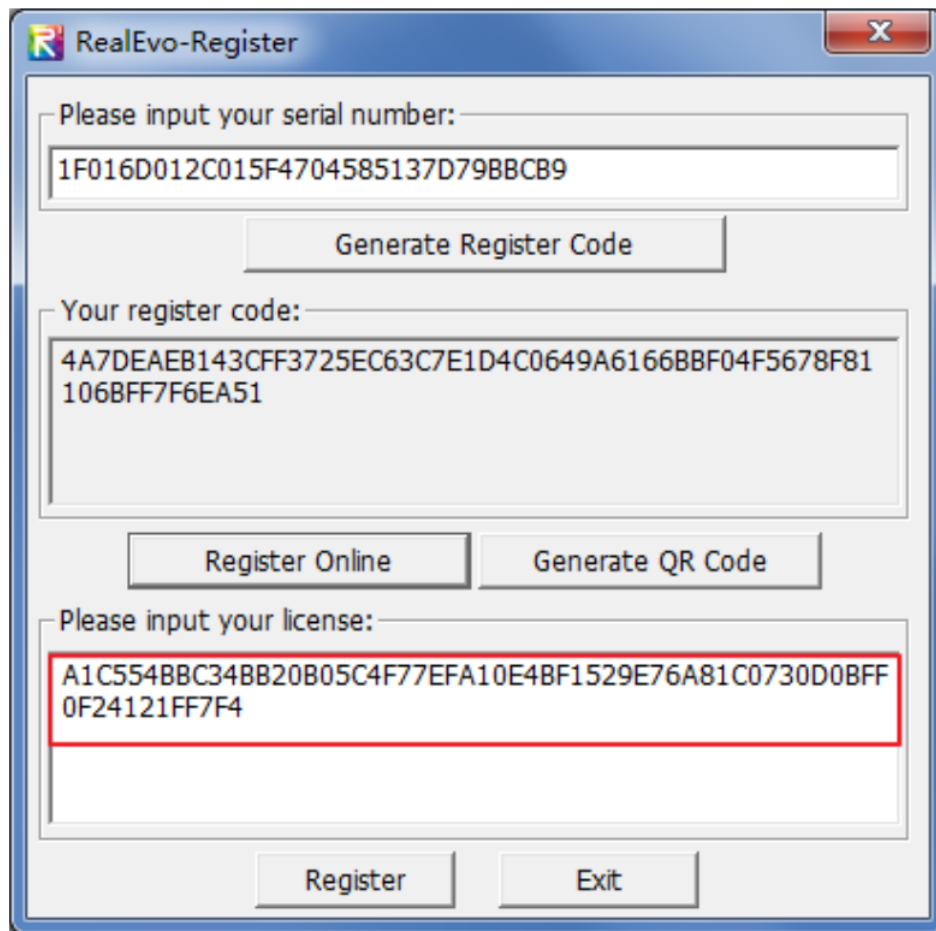 RealEvo-Register
Please input your serial number:
1F016D012C015F4704585137D79BBCB9
Generate Register Code
Your register code:
4A7DEAEB143CFF3725EC63C7E1D4C0649A6166BBF04F5678F81
106BFF7F6EA51
Register Online
Generate QR Code
Please input your license:
A1C554BBC34BB20B05C4F77EFA10E4BF1529E76A81C0730D0BFF
0F24121FF7F4
Register
Exit